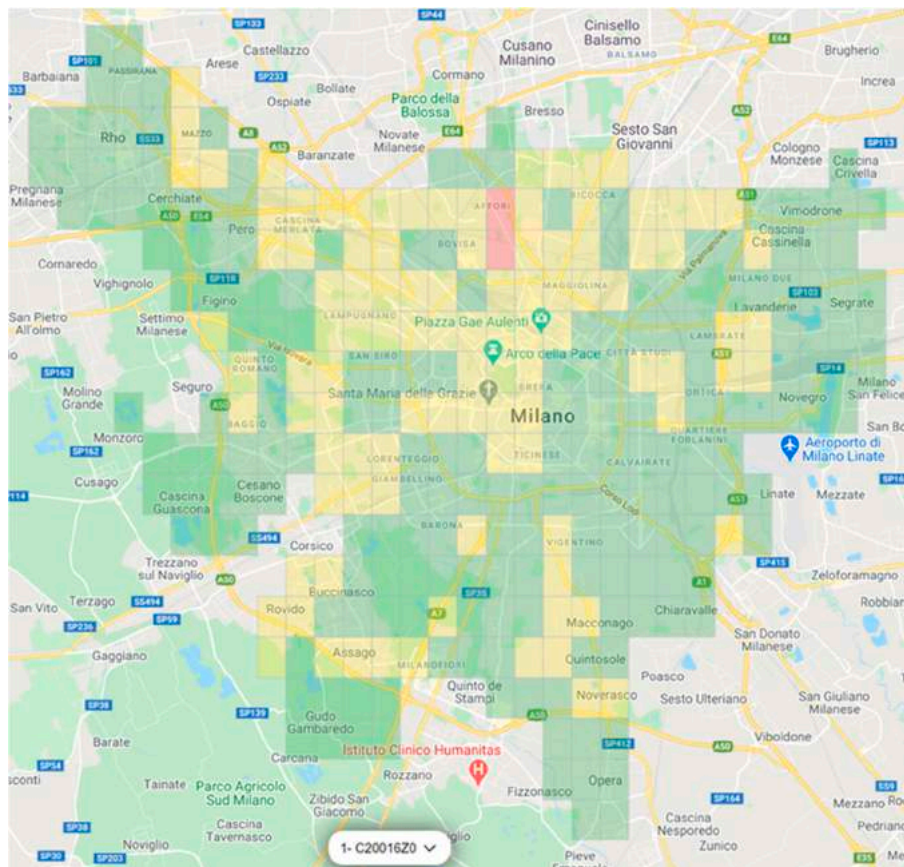 SP44
Cinisello
Balsamo
BALSAMO
E64
SP133
Castellazzo
Cusano
Milanino
Brugherio
SP101
Arese
Barbaiana
PASSIRANA
SP233
Cormano
Bollate
Increa
Ospiate
Parco della
Balossa
Bresso
A52
Rho
SS33
MAZZO
A8
Novate
Milanese
E64
Sesto San
Giovanni
Baranzate
Cologno
Monzese
SP113
Cascina
Crivella
Pregnana
Milanese
Cerchiate
BICOCCA
A51
A50
E64
AFFORI
Vimodrone
Pero
CASCINA
MERLATA
BOVISA
Cascina
Cassinella
Cornaredo
Via Palmanova
Vighignolo
SP11R
MAGGIOLINA
MILANO DUE
Figino
Lavanderie
SP103
Segrate
San Pietro
All'olmo
Settimo
Milanese
LAMPUGNANO
Piazza Gae Aulenti
Via Novara
LAMBRATE
SAN SIRO
Arco della Pace
CITTÀ STUDI
A51
SP162
QUINTO
ROMANO
SP14
Molino
Grande
Seguro
Santa Maria delle Grazie
BRERA
Milano
San Felice
ORTICA
Novegro
A50
Milano
BAGGIO
QUARTIERE
FORLANINI
Monzoro
TICINESE
Aeroporto di
Milano Linate
SP162
LORENTEGGIO
CALVAIRATE
Cusago
Cesano
Boscone
GIAMBELLINO
Cascina
Guascona
Corso Lodi
A51
Linate
Mezzate
BARONA
SS494
Corsico
VIGENTINO
Trezzano
sul Naviglio
SP415
A50
A1
Zeloforamagno
San Vito
Terzago
SS494
Buccinasco
SP35
SP59
Rovido
A7
Chiaravalle
SP236
Macconago
Gaggiano
Assago
San Donato
Milanese
MILANOFIORI
Quintosole
Poasco
Quinto de
Stampi
Noverasco
Sesto Ulteriano
San Giuliano
Milanese
SP38
SP139
Gudo
Gambaredo
A50
Viboldone
Barate
Carcana
Istituto Clinico Humanitas
SP412
A50
SP54
Rozzano
Tainate
Parco Agricolo
Sud Milano
Fizzonasco
Opera
Zibido San
Giacomo
SP164
Mezzano
Cascina
Tavernasco
Cascina
Nesporedo
SP38
Noviglio
1- C20016Z0
Zunico
SP30
SP203
Pieve
E35